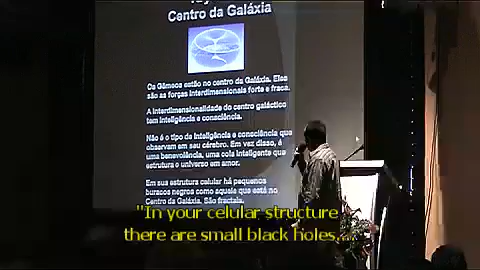 Centro da Galáxia
Os Gêmeos estão no centro da Galáxia. Eles
são as forças interdimensionais forte e fraca.
A interdimensionalidade do centro galáctico
tem inteligência e consciência.
Não é o tipo de inteligência e consciência que
observam em seu cérebro. Em vez disso, é
uma benevolência, uma cola inteligente que
estrutura o universo em amor.
Em sua estrutura celular há pequenos
buracos negros como aquele que está no
Centro da Galáxia. São fractais.
"In your celular structure
there are small black holes,...